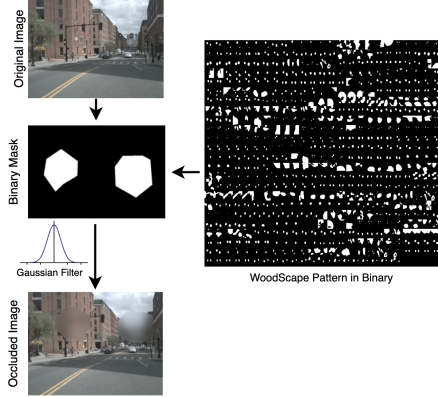 Original Image
Binary Mask
Gaussian Filter
WoodScape Pattern in Binary
Occluded Image